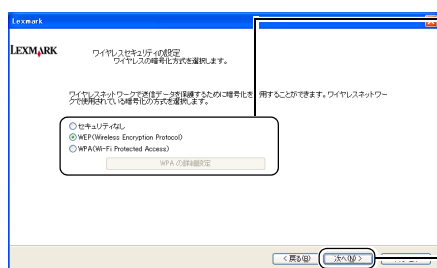 Lexmark
LEXMARK
ワイヤレスセキュリティの設定
ワイヤレスの暗号化方式を選択します。
ワイヤレスネットワークで送信データを保護するために暗号化を 用することができます。ワイヤレスネットワー
クで使用されている暗号化の方式を選択します。
セキュリティなし
WEP(Wireless Encryption Protocol)
WPA(Wi-Fi Protected Access)
WPA の詳細設定
< 戻る(B)
次へ(N) >